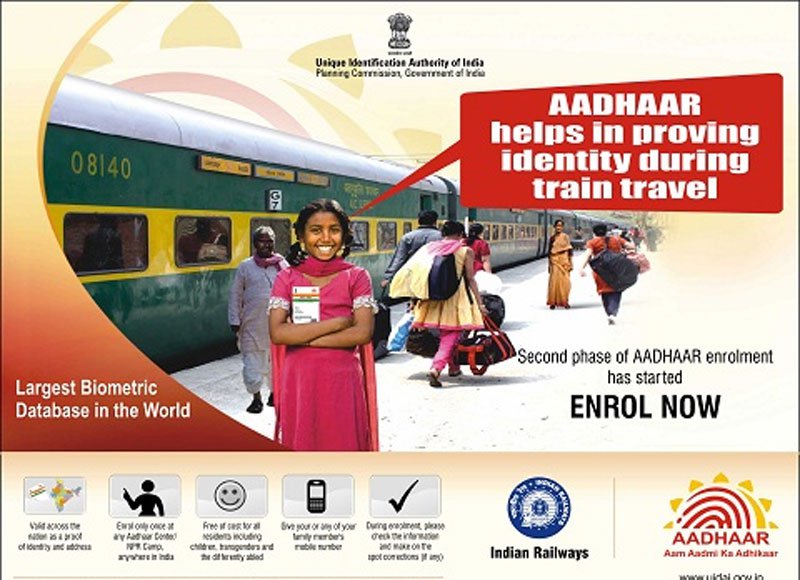 Unique Identification Authority of India
Planning Commission, Government of India
AADHAAR
helps in proving
identity during
train travel
08140
G
7
Second phase of AADHAAR enrolment
has started
ENROL NOW
Largest Biometric
Database in the World
Valid across the
nation as a proof
of identity and address
Enrol only once at
any Aadhaar Center/
NPR Camp,
anywhere in India
Free of cost for all
residents including
children, transgenders and
the differently abled
Give your or any of your
family member's
mobile number
During enrolment, please
check the information
and make on the
spot corrections (if any)
INDIAN RAILWAYS
Indian Railways
AADHAAR
Aam Aadmi Ka Adhikaar
www.uidai.gov.in